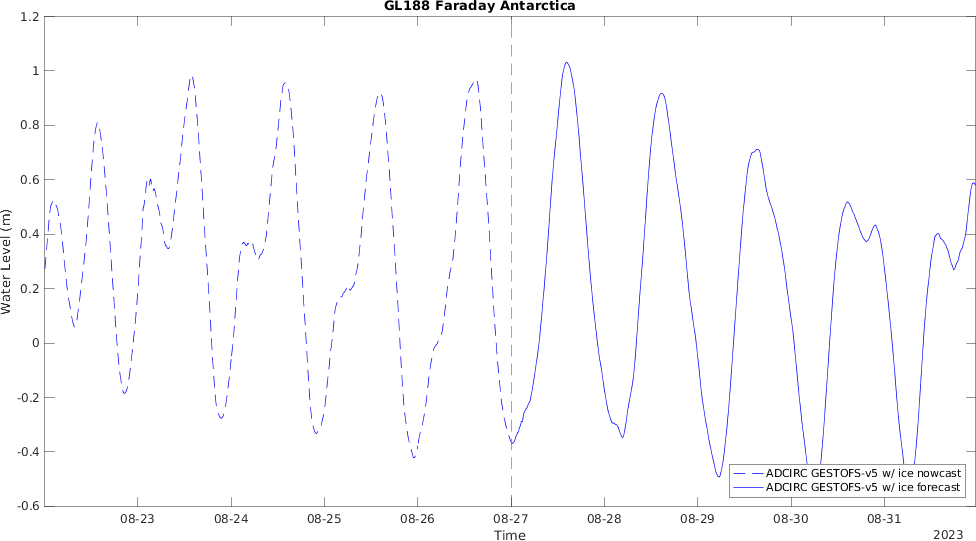 GL188 Faraday Antarctica
1.2
1
0.8
0.6
0.4
0.2
0
-0.2
-0.4
-0.6
Water Level (m)
ADCIRC GESTOFS-v5 w/ ice nowcast
ADCIRC GESTOFS-v5 w/ ice forecast
08-23 08-24 08-25 08-26 08-27 08-28 08-29 08-30 08-31
Time
2023